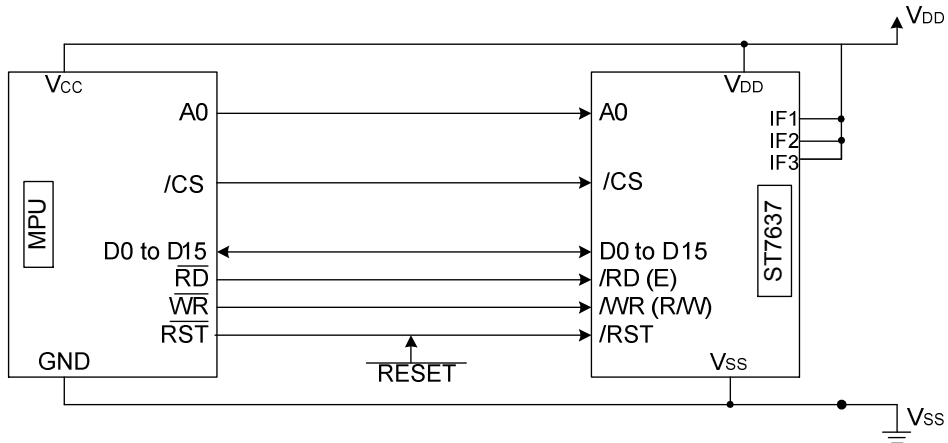 VDD
VCC
VDD
A0
A0
IF1
IF2
IF3
/CS
/CS
MPU
ST7637
D0 to D15
D0 to D15
RD
/RD (E)
WR
/WR (R/W)
RST
/RST
GND
RESET
VSS
VSS